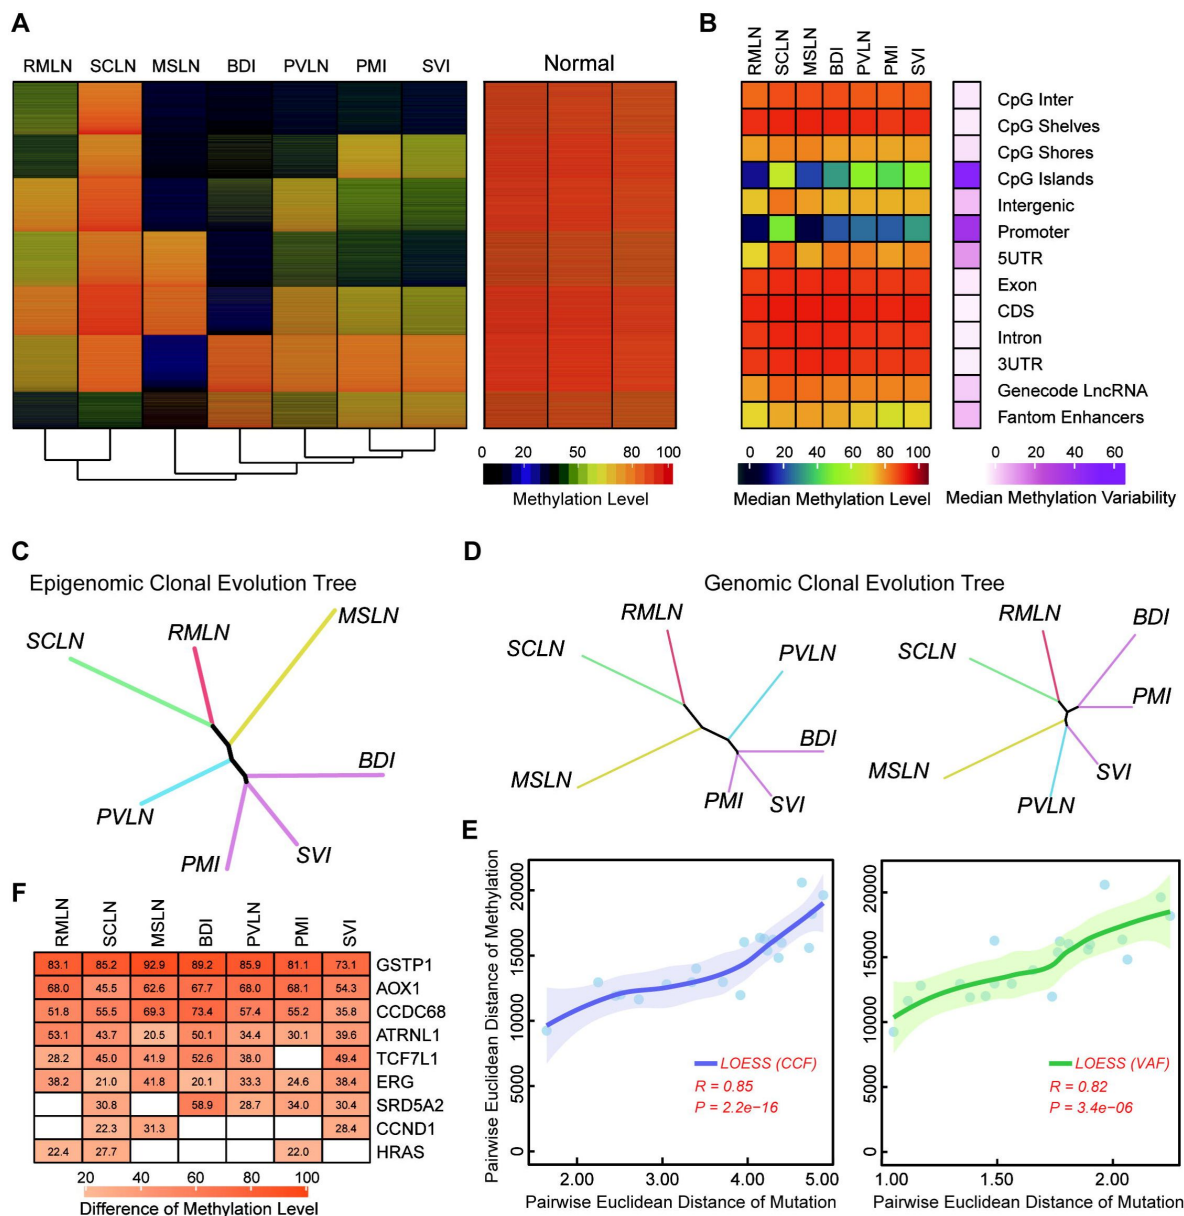 A
RMLN SCLN MSLN BDI PVLN PMI SVI
Normal
0 20 50 80 100
Methylation Level
B
RMLN SCLN MSLN BDI PVLN PMI SVI
CpG Inter
CpG Shelves
CpG Shores
CpG Islands
Intergenic
Promoter
5UTR
Exon
CDS
Intron
3UTR
Genecode LncRNA
Fantom Enhancers
0 20 40 60 80 100
Median Methylation Level
0 20 40 60
Median Methylation Variability
C
Epigenomic Clonal Evolution Tree
SCLN
RMLN
MSLN
BDI
PVLN
SVI
PMI
D
Genomic Clonal Evolution Tree
RMLN
SCLN
PVLN
BDI
MSLN
PMI
SVI
RMLN
BDI
SCLN
PMI
MSLN
SVI
PVLN
E
Pairwise Euclidean Distance of Methylation
20000
15000
10000
5000
0
LOESS (CCF)
R = 0.85
P = 2.2e−16
2.00 3.00 4.00 5.00
Pairwise Euclidean Distance of Mutation
20000
15000
10000
5000
0
LOESS (VAF)
R = 0.82
P = 3.4e−06
1.00 1.50 2.00
Pairwise Euclidean Distance of Mutation
F
RMLN SCLN MSLN BDI PVLN PMI SVI
83.1 85.2 92.9 89.2 85.9 81.1 73.1 GSTP1
68.0 45.5 62.6 67.7 68.0 68.1 54.3 AOX1
51.8 55.5 69.3 73.4 57.4 55.2 35.8 CCDC68
53.1 43.7 20.5 50.1 34.4 30.1 39.6 ATRNL1
28.2 45.0 41.9 52.6 38.0 49.4 TCF7L1
38.2 21.0 41.8 20.1 33.3 24.6 38.4 ERG
30.8 58.9 28.7 34.0 30.4 SRD5A2
22.3 31.3 28.4 CCND1
22.4 27.7 22.0 HRAS
20 40 60 80 100
Difference of Methylation Level